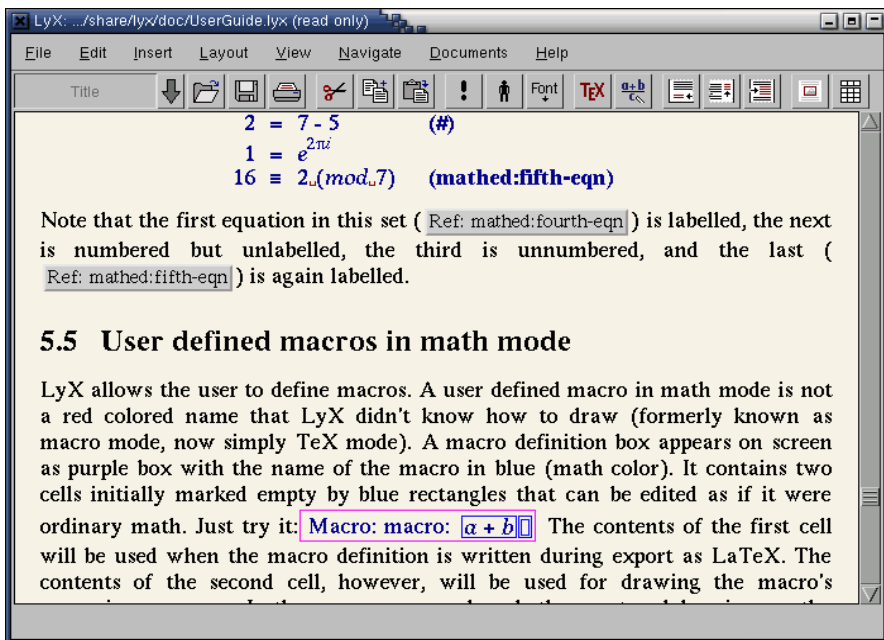 LyX: .../share/lyx/doc/UserGuide.lyx (read only)
File Edit Insert Layout View Navigate Documents Help
Title Font TEX a+b
2 = 7 - 5 (#)
1 = e^2πi
16 ≡ 2␣(mod␣7) (mathed:fifth-eqn)
Note that the first equation in this set ( Ref: mathed:fourth-eqn ) is labelled, the next
is numbered but unlabelled, the third is unnumbered, and the last (
Ref: mathed:fifth-eqn ) is again labelled.
5.5 User defined macros in math mode
LyX allows the user to define macros. A user defined macro in math mode is not
a red colored name that LyX didn't know how to draw (formerly known as
macro mode, now simply TeX mode). A macro definition box appears on screen
as purple box with the name of the macro in blue (math color). It contains two
cells initially marked empty by blue rectangles that can be edited as if it were
ordinary math. Just try it: Macro: macro: a + b The contents of the first cell
will be used when the macro definition is written during export as LaTeX. The
contents of the second cell, however, will be used for drawing the macro's